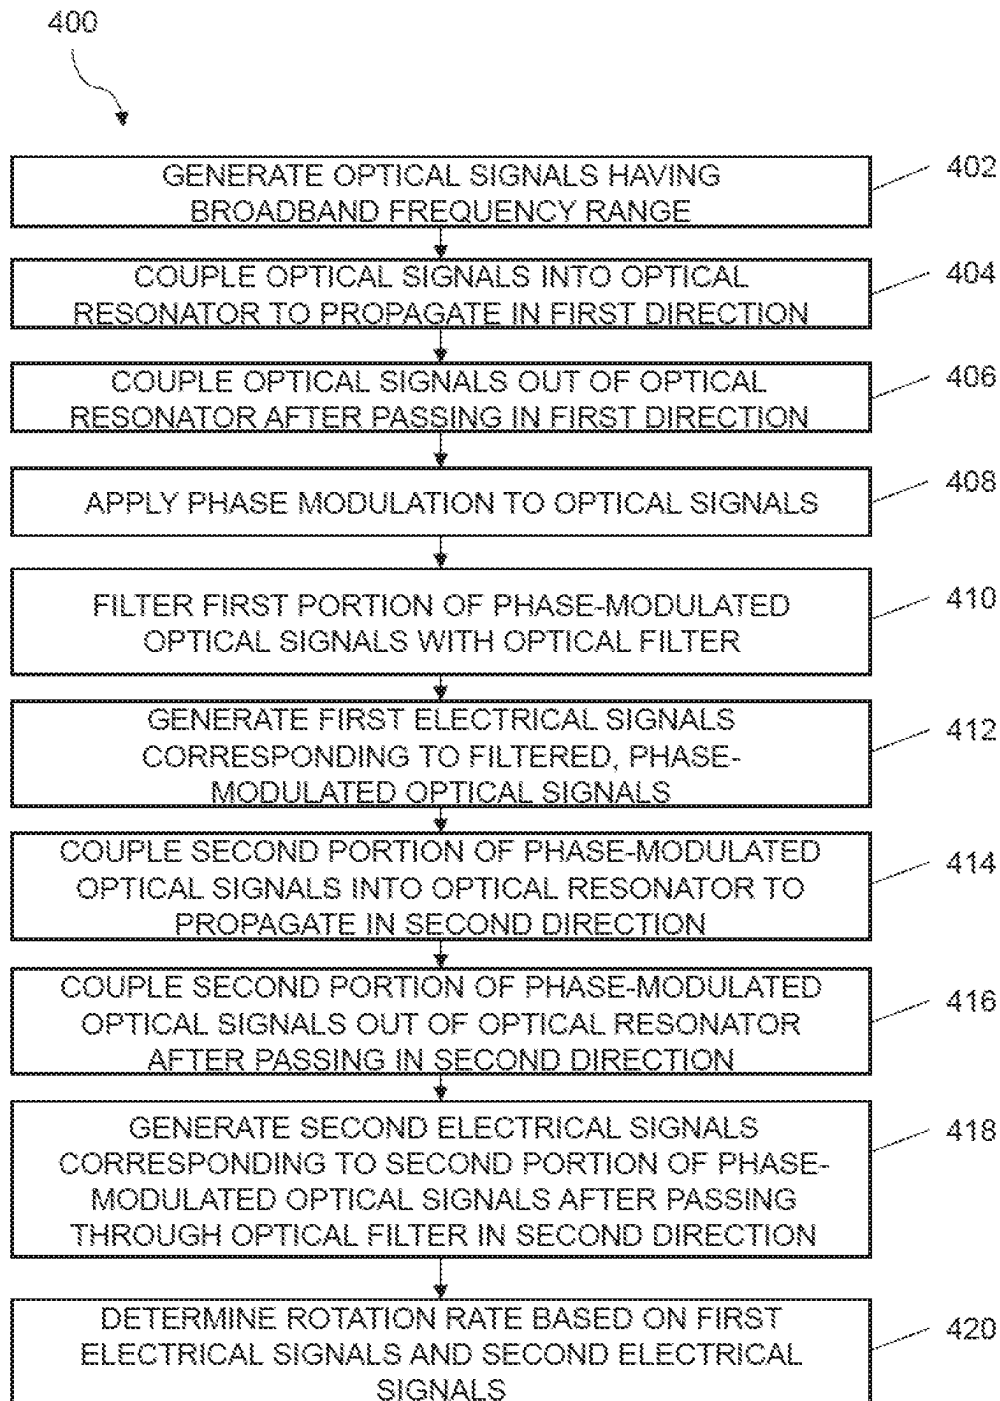 400
GENERATE OPTICAL SIGNALS HAVING
BROADBAND FREQUENCY RANGE
402
COUPLE OPTICAL SIGNALS INTO OPTICAL
RESONATOR TO PROPAGATE IN FIRST DIRECTION
404
COUPLE OPTICAL SIGNALS OUT OF OPTICAL
RESONATOR AFTER PASSING IN FIRST DIRECTION
406
APPLY PHASE MODULATION TO OPTICAL SIGNALS
408
FILTER FIRST PORTION OF PHASE-MODULATED
OPTICAL SIGNALS WITH OPTICAL FILTER
410
GENERATE FIRST ELECTRICAL SIGNALS
CORRESPONDING TO FILTERED, PHASE-
MODULATED OPTICAL SIGNALS
412
COUPLE SECOND PORTION OF PHASE-MODULATED
OPTICAL SIGNALS INTO OPTICAL RESONATOR TO
PROPAGATE IN SECOND DIRECTION
414
COUPLE SECOND PORTION OF PHASE-MODULATED
OPTICAL SIGNALS OUT OF OPTICAL RESONATOR
AFTER PASSING IN SECOND DIRECTION
416
GENERATE SECOND ELECTRICAL SIGNALS
CORRESPONDING TO SECOND PORTION OF PHASE-
MODULATED OPTICAL SIGNALS AFTER PASSING
THROUGH OPTICAL FILTER IN SECOND DIRECTION
418
DETERMINE ROTATION RATE BASED ON FIRST
ELECTRICAL SIGNALS AND SECOND ELECTRICAL
SIGNALS
420